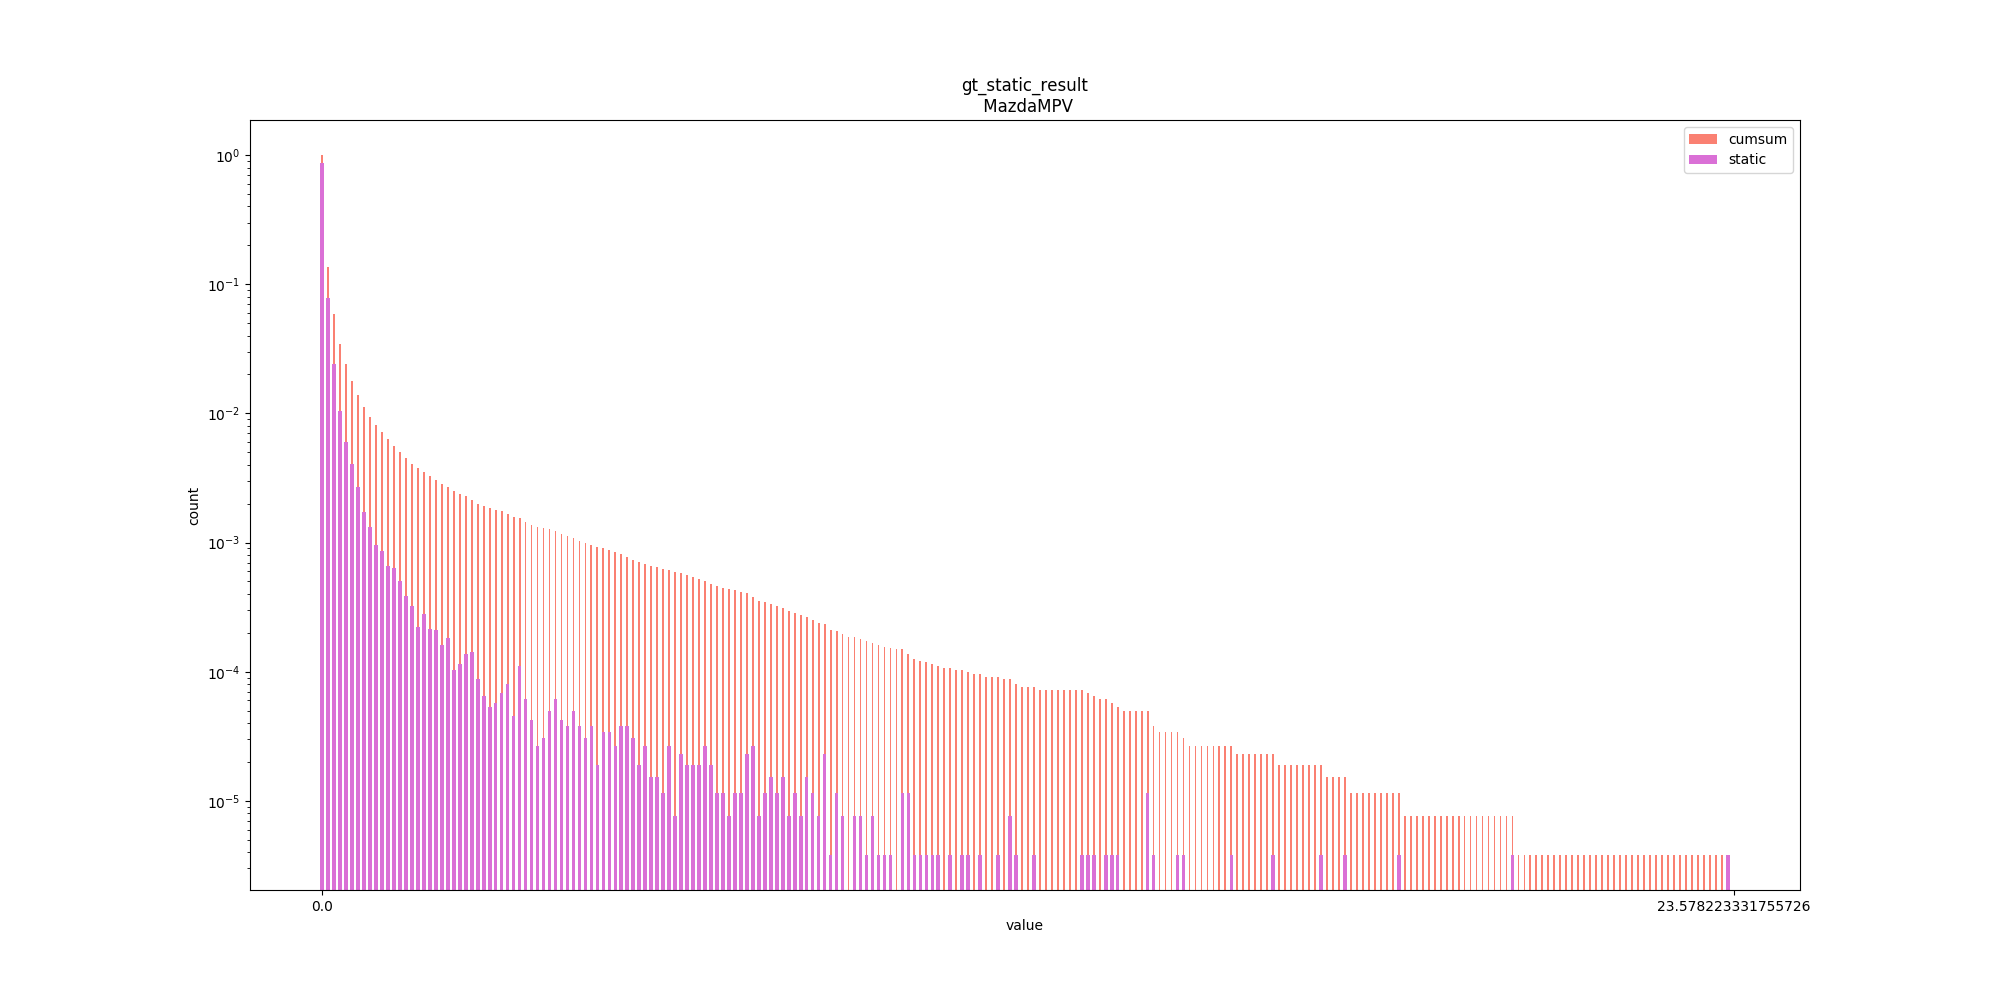 gt_static_result
MazdaMPV
cumsum
static
10⁰
10⁻¹
10⁻²
10⁻³
10⁻⁴
10⁻⁵
count
0.0
23.578223331755726
value